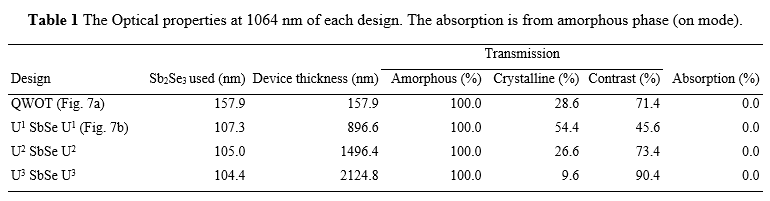 Table 1 The Optical properties at 1064 nm of each design. The absorption is from amorphous phase (on mode).
Transmission
Design Sb₂Se₃ used (nm) Device thickness (nm) Amorphous (%) Crystalline (%) Contrast (%) Absorption (%)
QWOT (Fig. 7a) 157.9 157.9 100.0 28.6 71.4 0.0
U¹ SbSe U¹ (Fig. 7b) 107.3 896.6 100.0 54.4 45.6 0.0
U² SbSe U² 105.0 1496.4 100.0 26.6 73.4 0.0
U³ SbSe U³ 104.4 2124.8 100.0 9.6 90.4 0.0